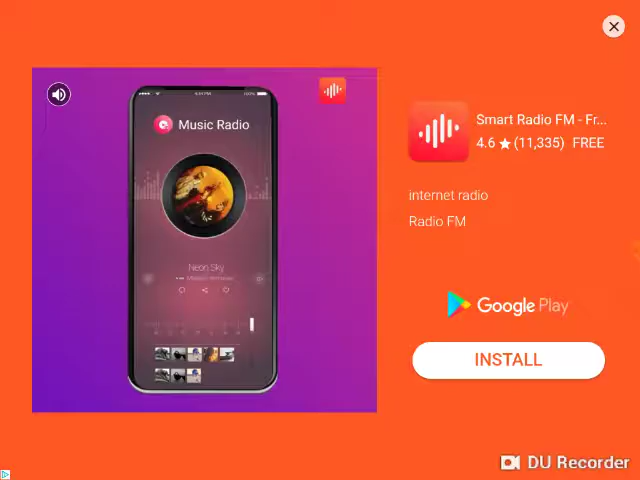 Music Radio
Neon Sky
Smart Radio FM - Fr...
4.6 ★ (11,335) FREE
internet radio
Radio FM
Google Play
INSTALL
DU Recorder